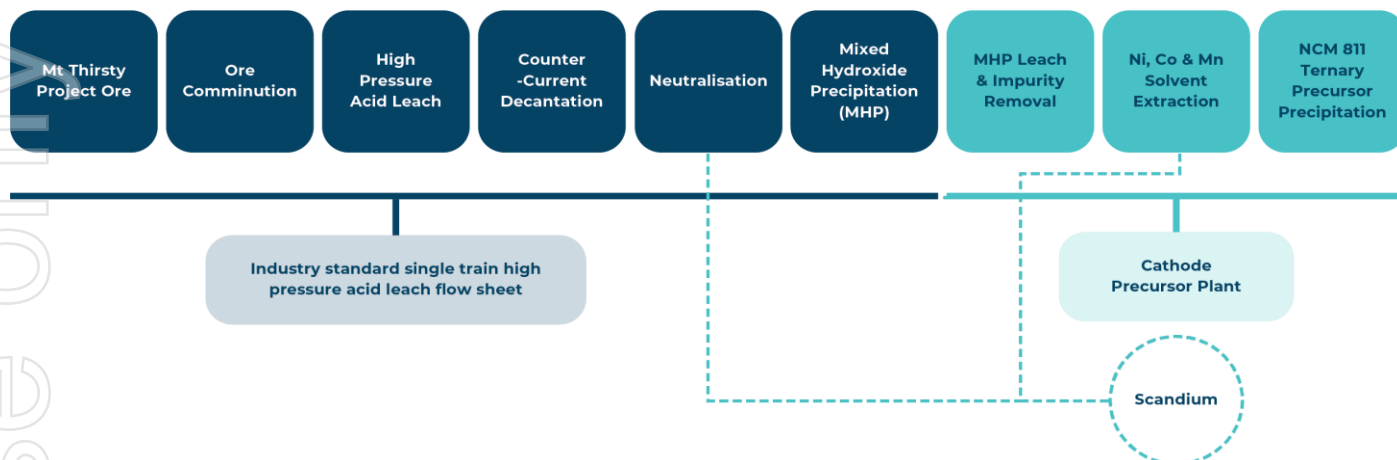 Mt Thirsty
Project Ore
Ore
Comminution
High
Pressure
Acid Leach
Counter
-Current
Decantation
Neutralisation
Mixed
Hydroxide
Precipitation
(MHP)
MHP Leach
& Impurity
Removal
Ni, Co & Mn
Solvent
Extraction
NCM 811
Ternary
Precursor
Precipitation
Industry standard single train high
pressure acid leach flow sheet
Cathode
Precursor Plant
Scandium